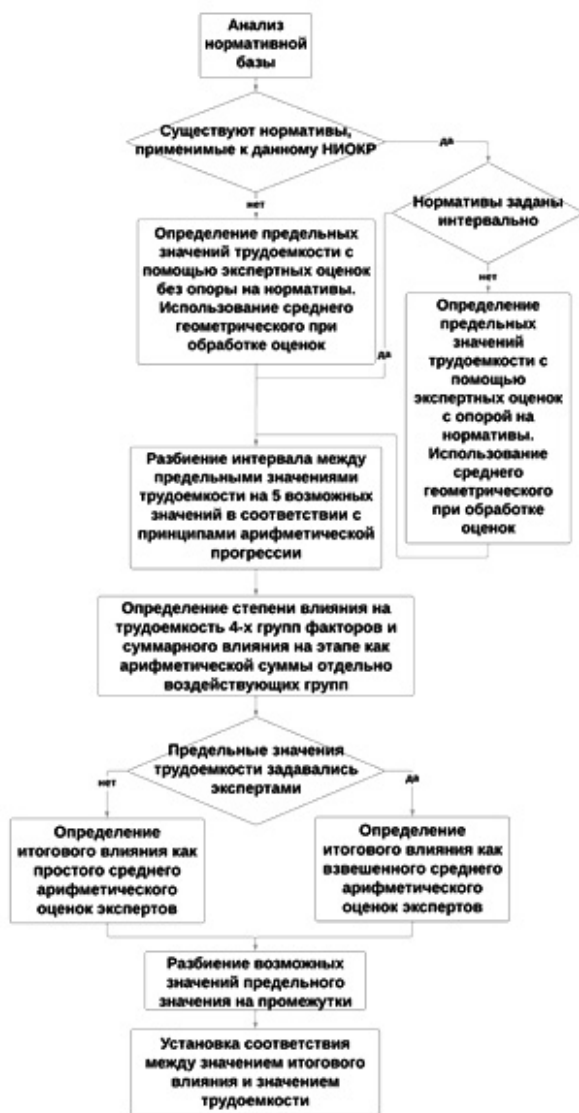 Анализ
нормативной
базы
Существуют нормативы,
применимые к данному НИОКР
да
нет
Нормативы заданы
интервально
нет
да
Определение предельных
значений трудоемкости с
помощью экспертных оценок
без опоры на нормативы.
Использование среднего
геометрического при
обработке оценок
Определение
предельных
значений
трудоемкости с
помощью
экспертных оценок
с опорой на
нормативы.
Использование
среднего
геометрического
при обработке
оценок
Разбиение интервала между
предельными значениями
трудоемкости на 5 возможных
значений в соответствии с
принципами арифметической
прогрессии
Определение степени влияния на
трудоемкость 4-х групп факторов и
суммарного влияния на этапе как
арифметической суммы отдельно
воздействующих групп
Предельные значения
трудоемкости задавались
экспертами
нет
да
Определение
итогового влияния как
простого среднего
арифметического
оценок экспертов
Определение
итогового влияния как
взвешенного среднего
арифметического
оценок экспертов
Разбиение возможных
значений предельного
значения на промежутки
Установка соответствия
между значением итогового
влияния и значением
трудоемкости